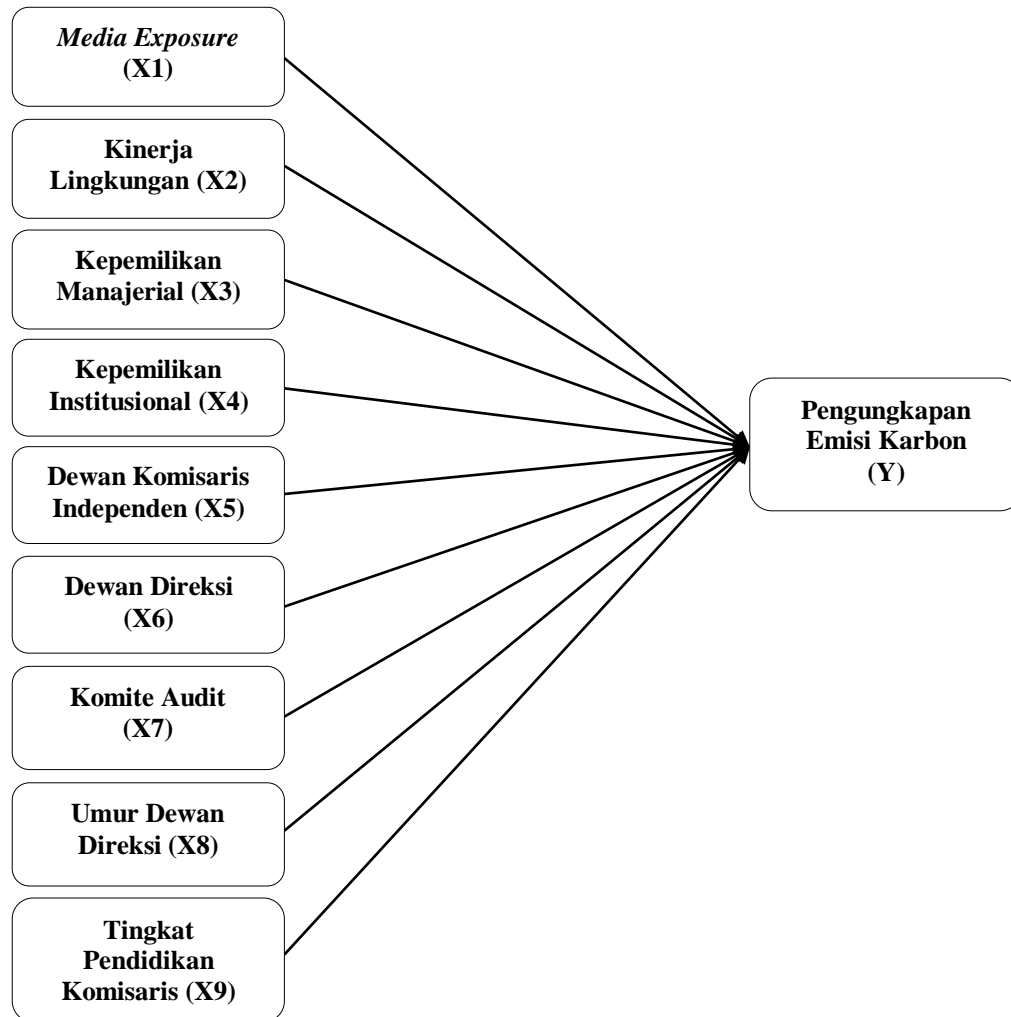 Media Exposure
(X1)
Kinerja
Lingkungan (X2)
Kepemilikan
Manajerial (X3)
Kepemilikan
Institusional (X4)
Dewan Komisaris
Independen (X5)
Dewan Direksi
(X6)
Komite Audit
(X7)
Umur Dewan
Direksi (X8)
Tingkat
Pendidikan
Komisaris (X9)
Pengungkapan
Emisi Karbon
(Y)